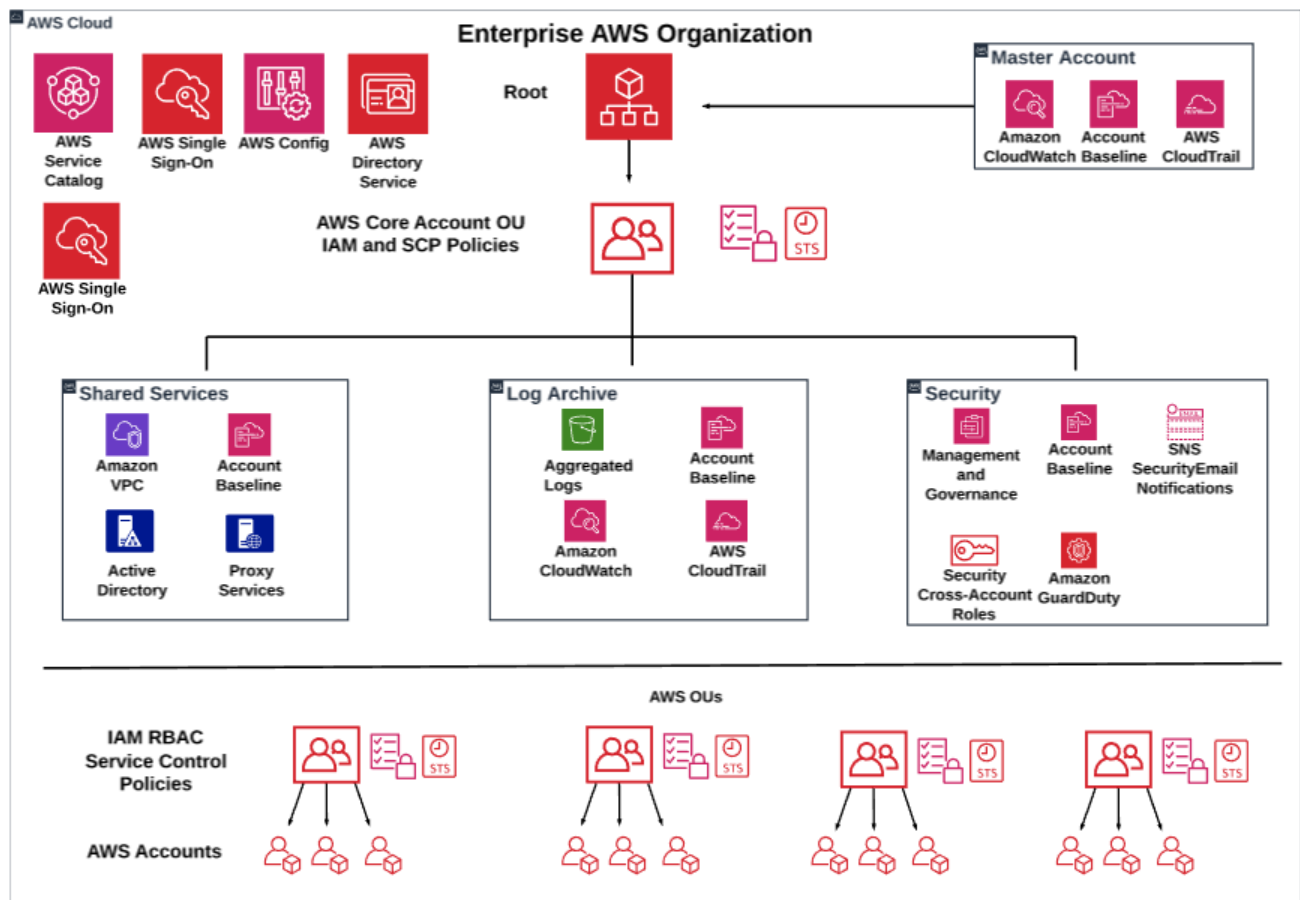 AWS Cloud
Enterprise AWS Organization
Root
Master Account
Amazon
CloudWatch
Account
Baseline
AWS
CloudTrail
AWS
Service
Catalog
AWS Single
Sign-On
AWS Config
AWS
Directory
Service
AWS Single
Sign-On
AWS Core Account OU
IAM and SCP Policies
STS
Shared Services
Amazon
VPC
Account
Baseline
Active
Directory
Proxy
Services
Log Archive
Aggregated
Logs
Account
Baseline
Amazon
CloudWatch
AWS
CloudTrail
Security
Management
and
Governance
Account
Baseline
SNS
SecurityEmail
Notifications
Security
Cross-Account
Roles
Amazon
GuardDuty
AWS OUs
IAM RBAC
Service Control
Policies
STS
STS
STS
STS
AWS Accounts